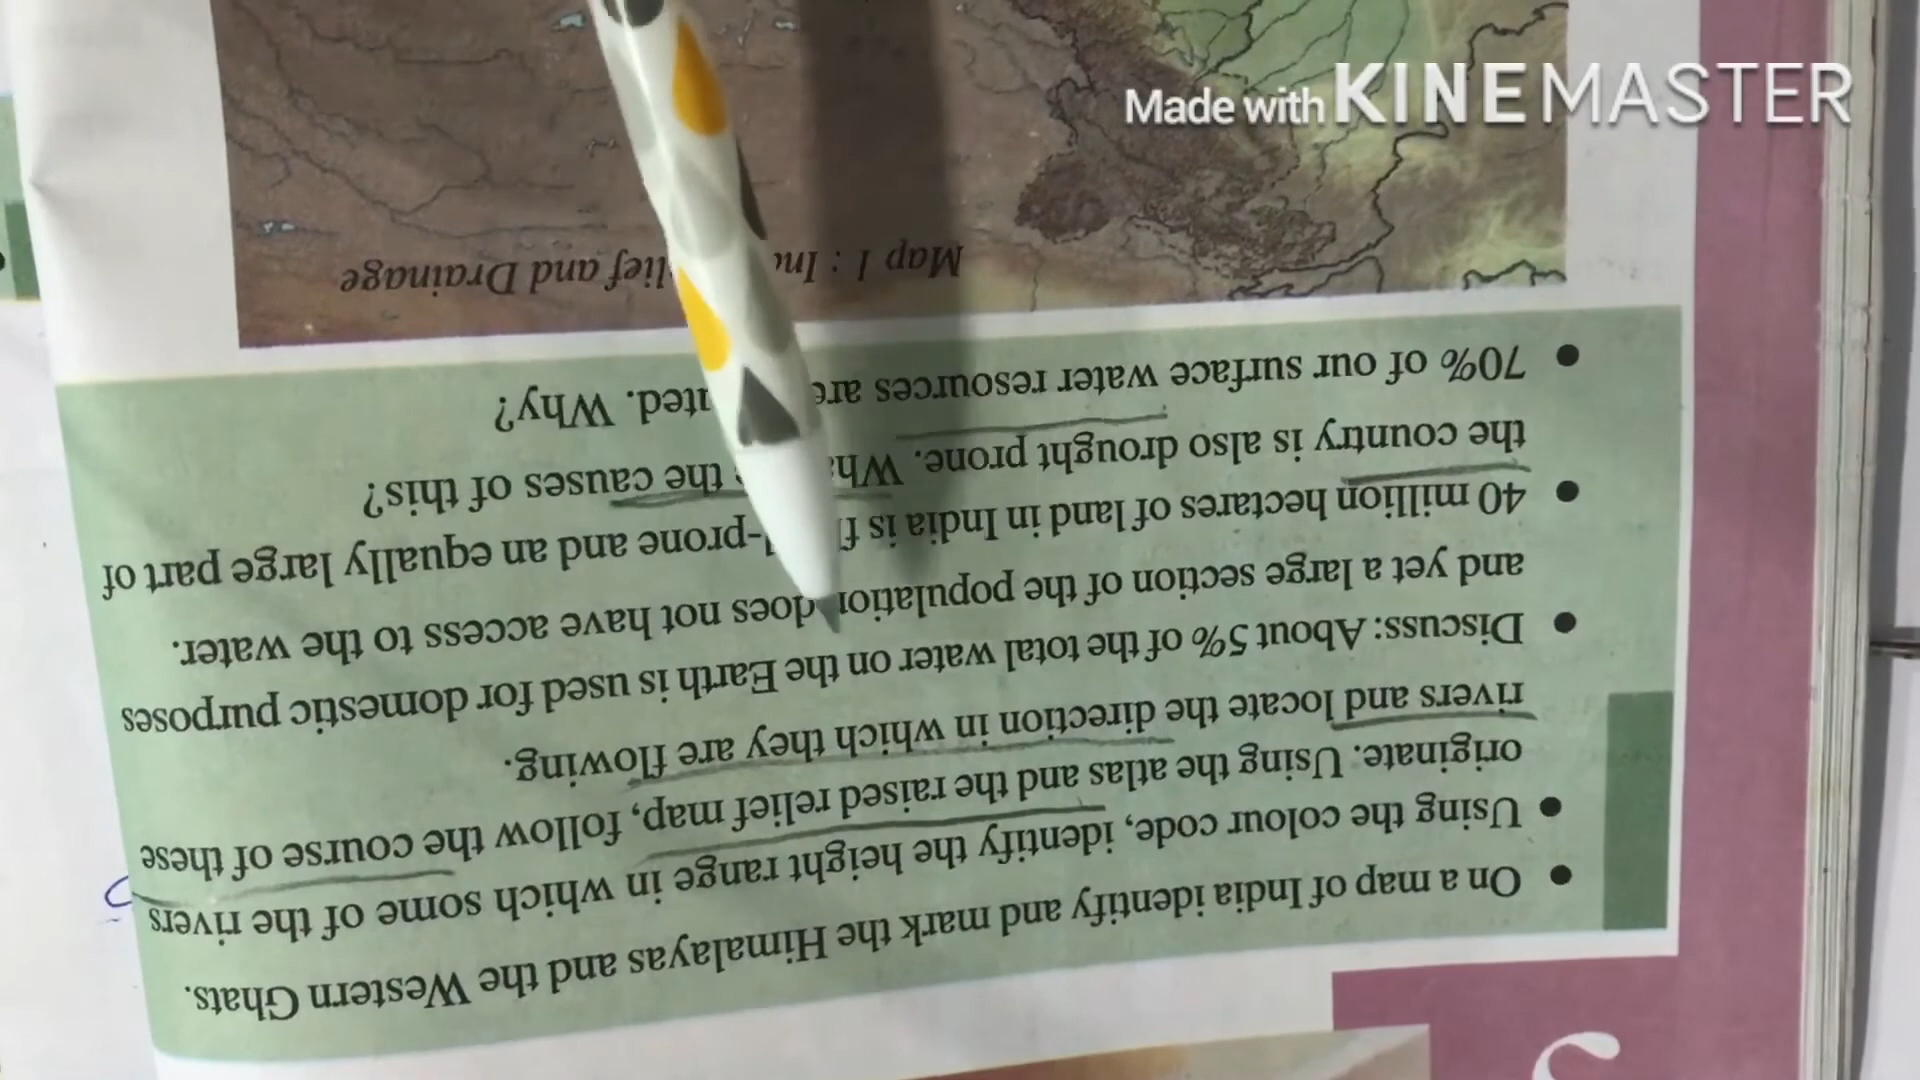 Made with KINEMASTER
On a map of India identify and mark the Himalayas and the Western Ghats.
Using the colour code, identify the height range in which some of the rivers
originate. Using the atlas and the raised relief map, follow the course of these
rivers and locate the direction in which they are flowing.
Discuss: About 5% of the total water on the Earth is used for domestic purposes
and yet a large section of the population does not have access to the water.
40 million hectares of land in India is -prone and an equally large part of
the country is also drought prone. the causes of this?
70% of our surface water resources are Why?
Map 1 : and Drainage